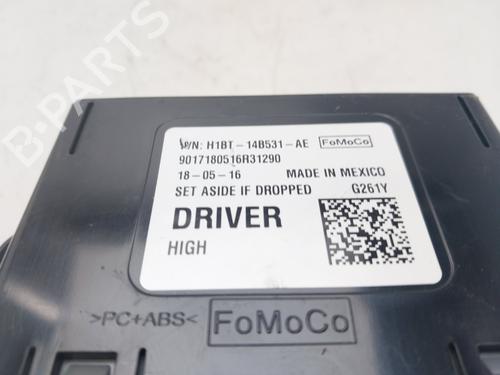 P/N: H1BT-14B531-AE FoMoCo
9017180516R31290
18-05-16 MADE IN MEXICO
SET ASIDE IF DROPPED G261Y
DRIVER
HIGH
>PC+ABS< FoMoCo
B-PARTS